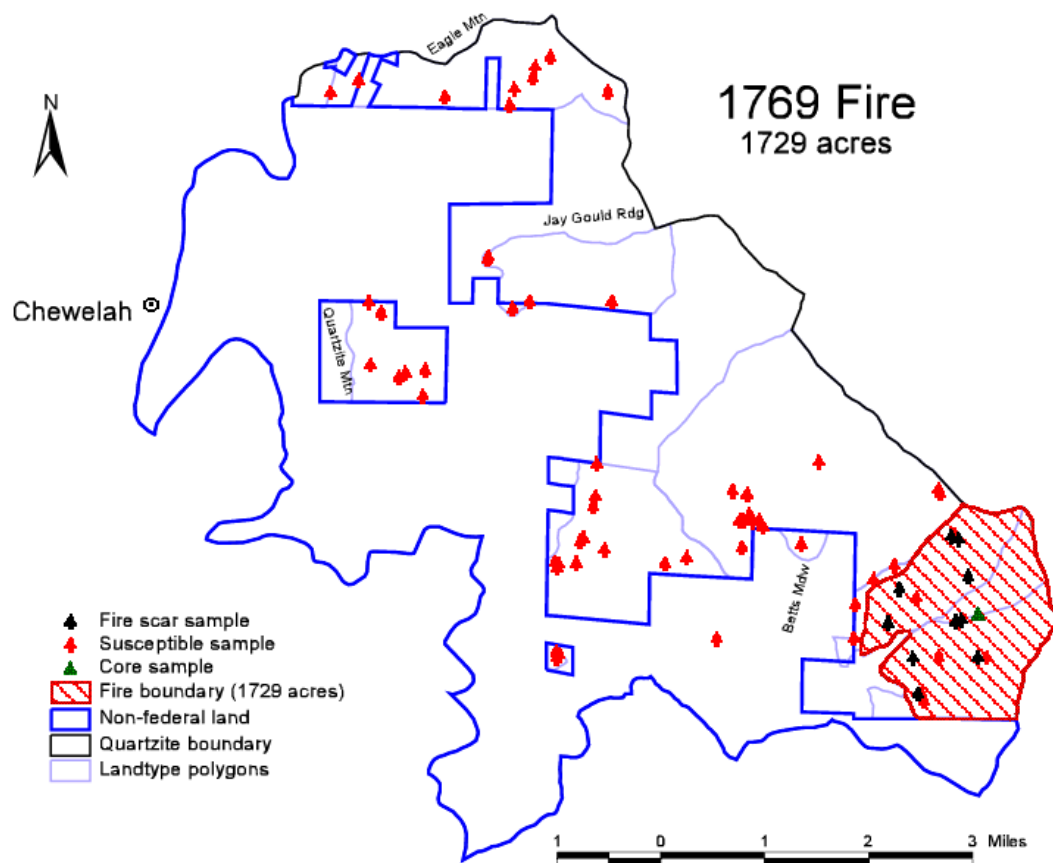 Eagle Mtn
N
1769 Fire
1729 acres
Jay Gould Rdg
Chewelah
Quartzite Mtn
Betts Mdw
Fire scar sample
Susceptible sample
Core sample
Fire boundary (1729 acres)
Non-federal land
Quartzite boundary
Landtype polygons
1 0 1 2 3 Miles